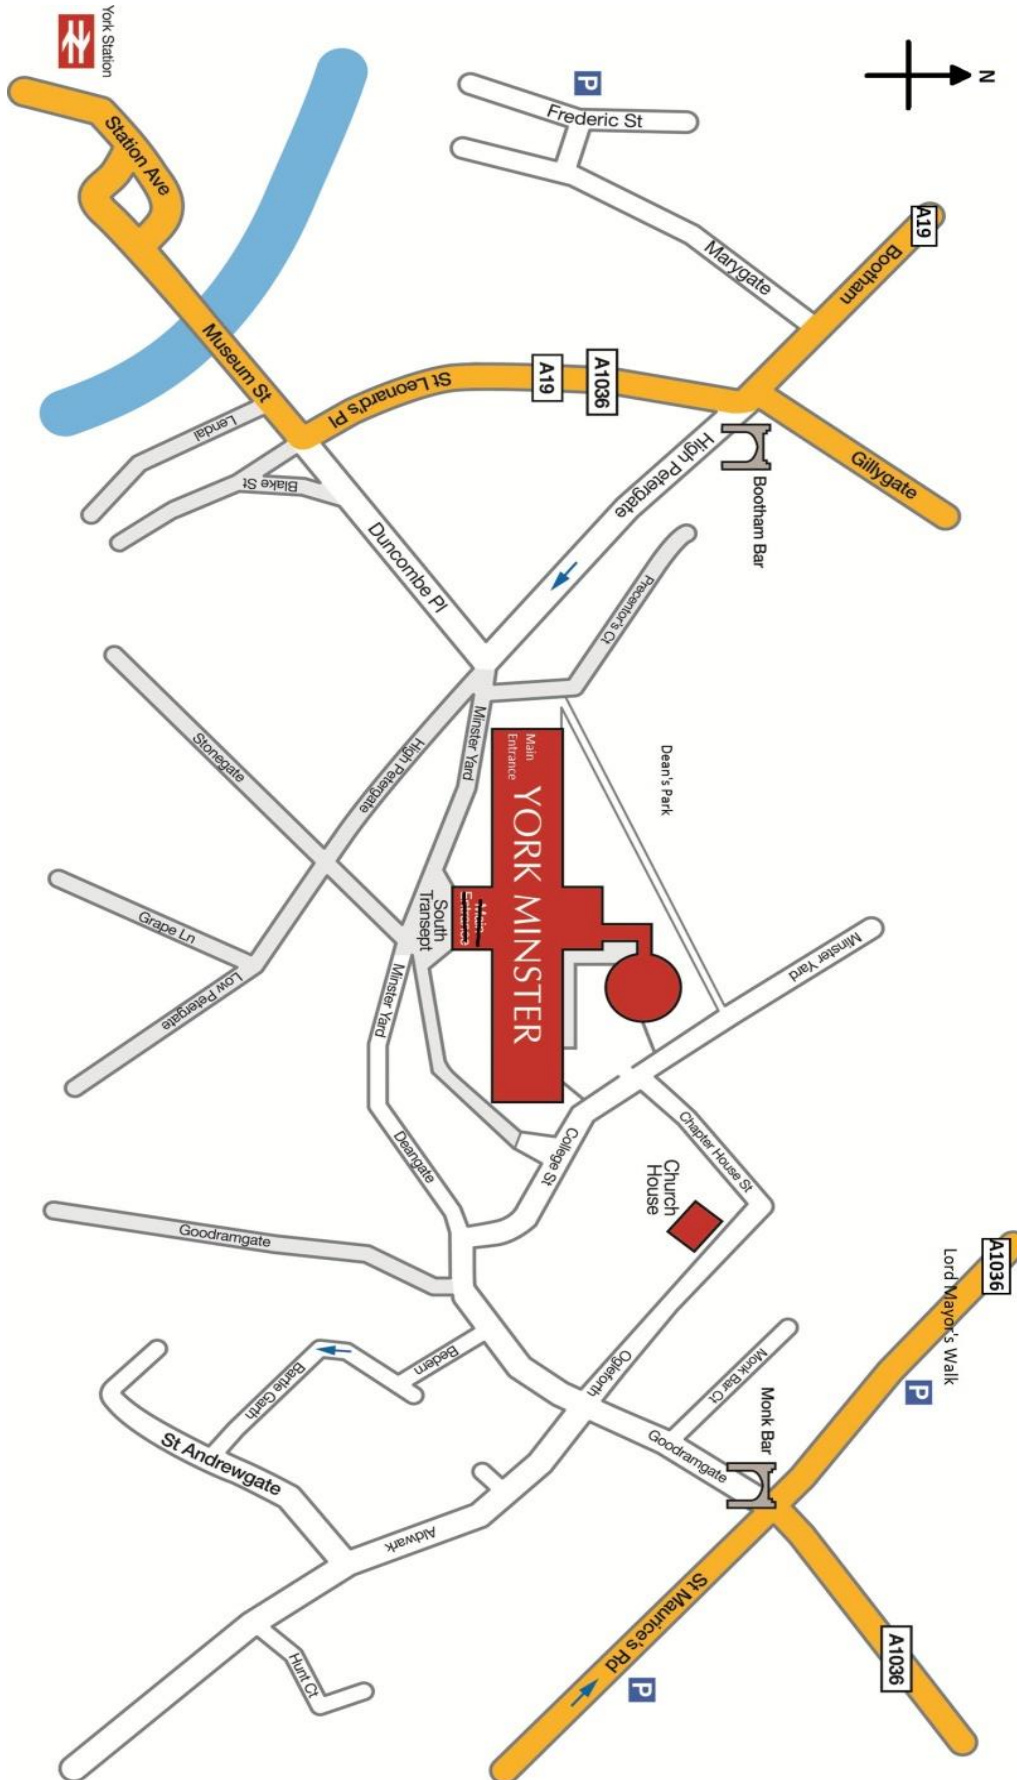 York Station
N
P
Frederic St
Station Ave
A19
Bootham
Marygate
Museum St
St Leonard's Pl
A19
A1036
Lendal
Blake St
High Petergate
Gillygate
Bootham Bar
Duncombe Pl
Precentor's Ct
Stonegate
High Petergate
Minster Yard
Main
Entrance
YORK MINSTER
Dean's Park
Main
Entrance
South
Transept
Grape Ln
Low Petergate
Minster Yard
Minster Yard
Deangate
College St
Chapter House St
Church
House
Goodramgate
A1036
Lord Mayor's Walk
P
Bedern
Bartle Garth
Ogleforth
Monk Bar Ct
Monk Bar
Goodramgate
St Andrewgate
Aldwark
St Maurice's Rd
A1036
P
Hunt Ct